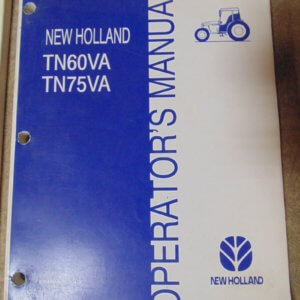 NEW HOLLAND
TN60VA
TN75VA
OPERATOR'S MANUAL
NEW HOLLAND